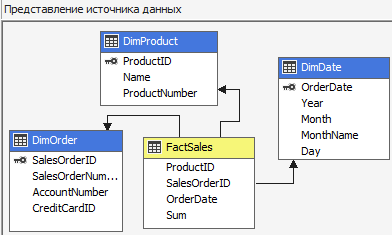 Представление источника данных
DimProduct
ProductID
Name
ProductNumber
DimDate
OrderDate
Year
Month
MonthName
Day
DimOrder
SalesOrderID
SalesOrderNum...
AccountNumber
CreditCardID
FactSales
ProductID
SalesOrderID
OrderDate
Sum